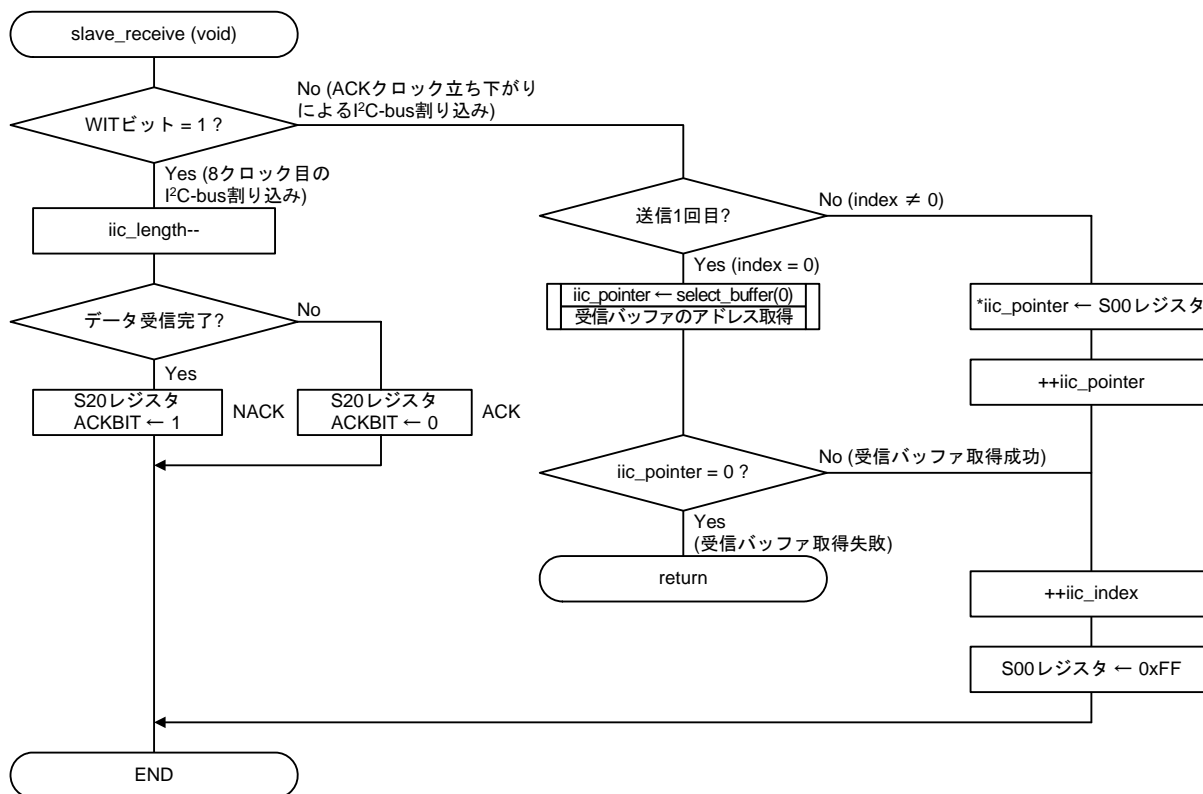 slave_receive (void)
WITビット = 1 ?
No (ACKクロック立ち下がり
によるI²C-bus割り込み)
Yes (8クロック目の
I²C-bus割り込み)
iic_length--
データ受信完了?
No
Yes
S20レジスタ
ACKBIT ← 1
NACK
S20レジスタ
ACKBIT ← 0
ACK
送信1回目?
No (index ≠ 0)
Yes (index = 0)
iic_pointer ← select_buffer(0)
受信バッファのアドレス取得
*iic_pointer ← S00レジスタ
++iic_pointer
iic_pointer = 0 ?
No (受信バッファ取得成功)
Yes
(受信バッファ取得失敗)
return
++iic_index
S00レジスタ ← 0xFF
END